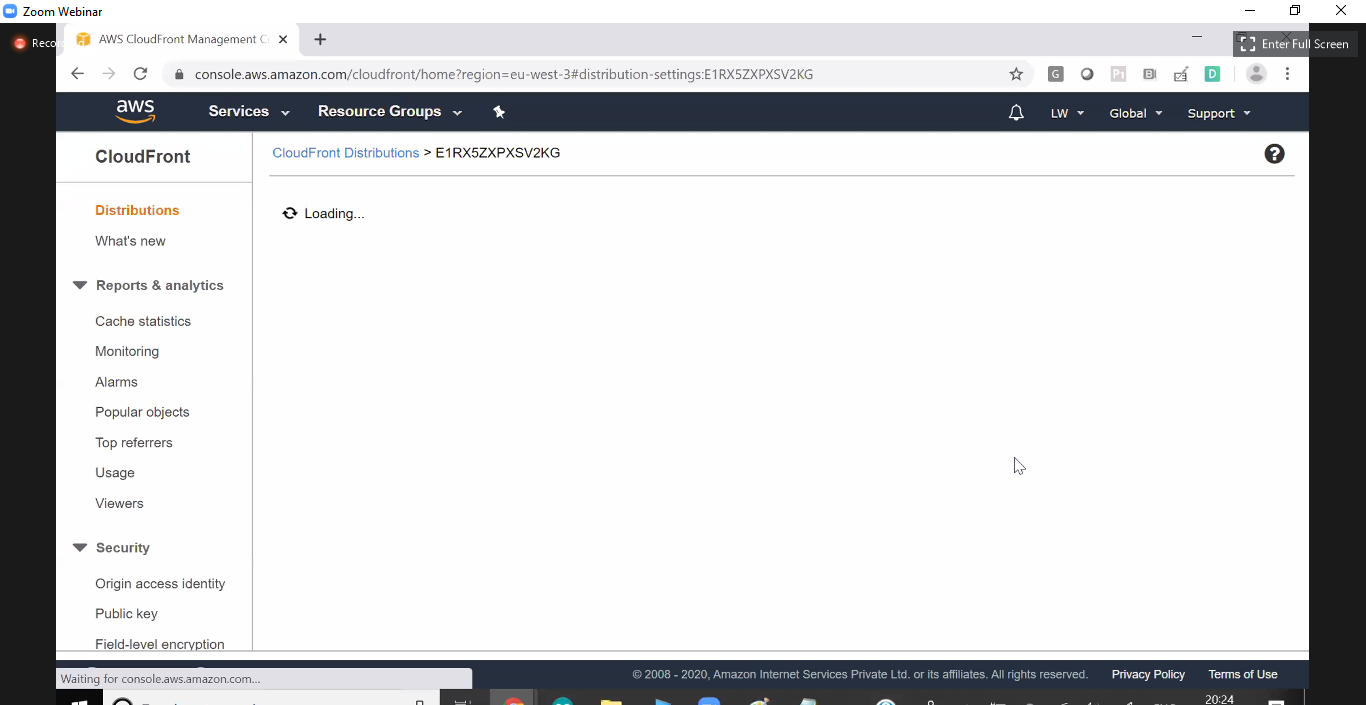 Zoom Webinar
Recor
AWS CloudFront Management C
Enter Full Screen
console.aws.amazon.com/cloudfront/home?region=eu-west-3#distribution-settings:E1RX5ZXPXSV2KG
aws
Services
Resource Groups
LW
Global
Support
CloudFront
CloudFront Distributions > E1RX5ZXPXSV2KG
Loading...
Distributions
What's new
Reports & analytics
Cache statistics
Monitoring
Alarms
Popular objects
Top referrers
Usage
Viewers
Security
Origin access identity
Public key
Field-level encryption
Waiting for console.aws.amazon.com...
© 2008 - 2020, Amazon Internet Services Private Ltd. or its affiliates. All rights reserved.
Privacy Policy
Terms of Use
20:24